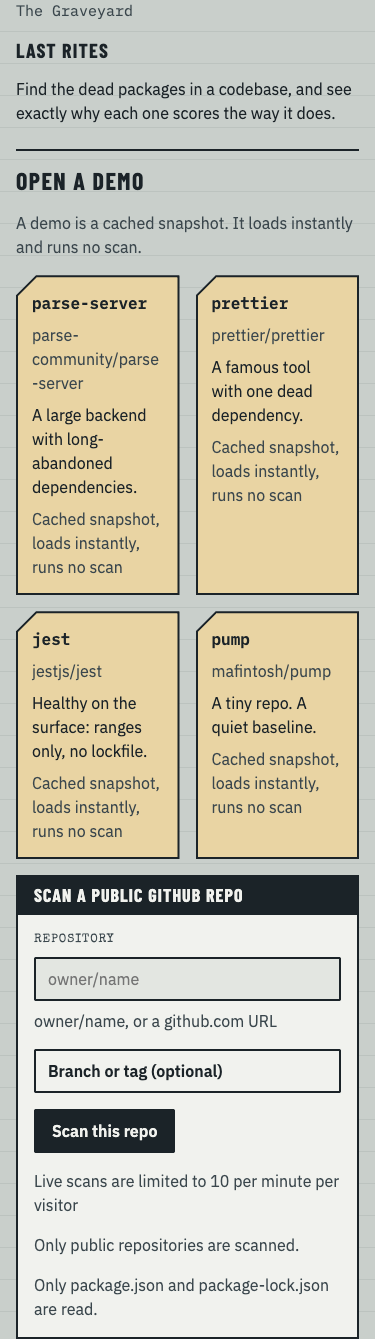 The Graveyard
LAST RITES
Find the dead packages in a codebase, and see
exactly why each one scores the way it does.
OPEN A DEMO
A demo is a cached snapshot. It loads instantly
and runs no scan.
parse-server
parse-
community/parse
-server
A large backend
with long-
abandoned
dependencies.
Cached snapshot,
loads instantly,
runs no scan
prettier
prettier/prettier
A famous tool
with one dead
dependency.
Cached snapshot,
loads instantly,
runs no scan
jest
jestjs/jest
Healthy on the
surface: ranges
only, no lockfile.
Cached snapshot,
loads instantly,
runs no scan
pump
mafintosh/pump
A tiny repo. A
quiet baseline.
Cached snapshot,
loads instantly,
runs no scan
SCAN A PUBLIC GITHUB REPO
REPOSITORY
owner/name
owner/name, or a github.com URL
Branch or tag (optional)
Scan this repo
Live scans are limited to 10 per minute per
visitor
Only public repositories are scanned.
Only package.json and package-lock.json
are read.